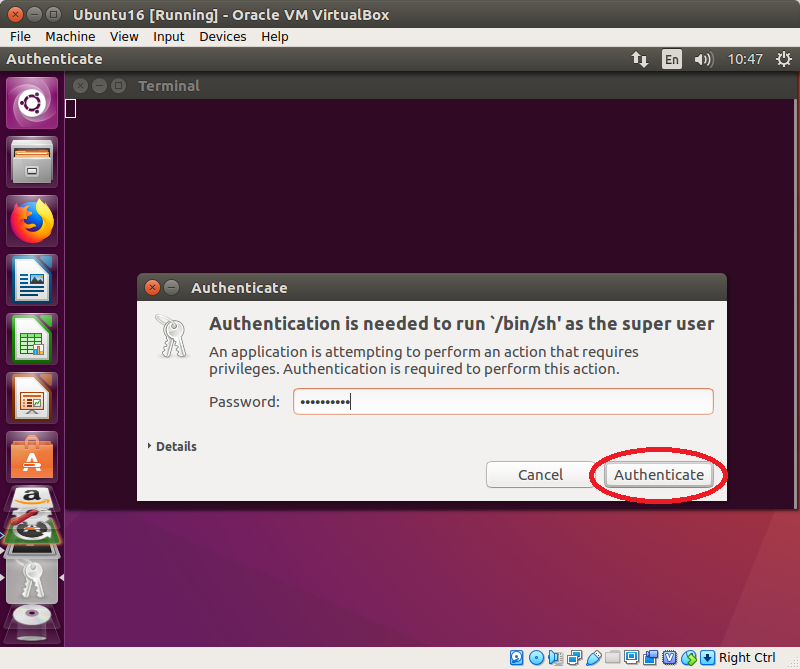 Ubuntu16 [Running] - Oracle VM VirtualBox
File Machine View Input Devices Help
Authenticate En 10:47
Terminal
Authenticate
Authentication is needed to run `/bin/sh' as the super user
An application is attempting to perform an action that requires
privileges. Authentication is required to perform this action.
Password: ••••••••••
Details
Cancel Authenticate
a
Right Ctrl